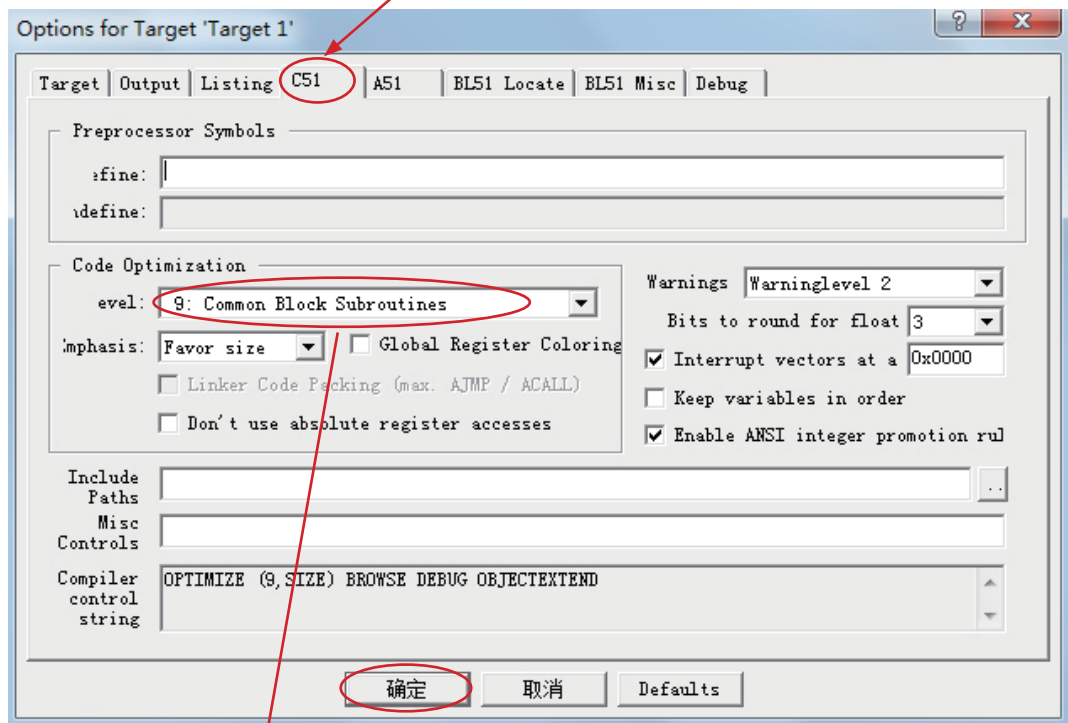 Options for Target 'Target 1'
Target Output Listing C51 A51 BL51 Locate BL51 Misc Debug
Preprocessor Symbols
efine:
ndefine:
Code Optimization
evel: 9: Common Block Subroutines
Warnings Warninglevel 2
Bits to round for float 3
mphasis: Favor size Global Register Coloring
Interrupt vectors at a 0x0000
Linker Code Packing (max. AJMP / ACALL)
Keep variables in order
Don't use absolute register accesses
Enable ANSI integer promotion rul
Include
Paths
..
Misc
Controls
Compiler
control
string
OPTIMIZE (9,SIZE) BROWSE DEBUG OBJECTEXTEND
确定 取消 Defaults